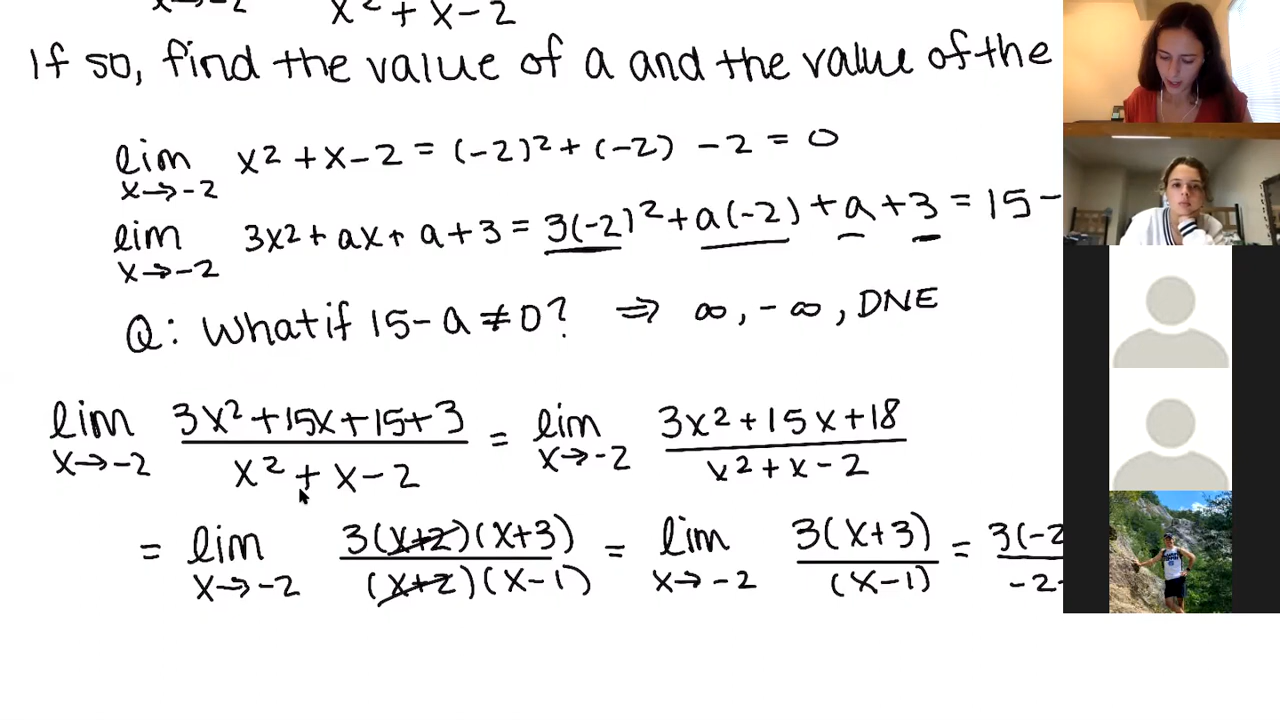 x→-2 x² + x - 2
If so, find the value of a and the value of the
lim x→-2 x² + x - 2 = (-2)² + (-2) - 2 = 0
lim x→-2 3x² + ax + a + 3 = 3(-2)² + a(-2) + a + 3 = 15 -
Q: What if 15 - a ≠ 0? ⇒ ∞, - ∞, DNE
lim x→-2 (3x² + 15x + 15 + 3)/(x² + x - 2) = lim x→-2 (3x² + 15x + 18)/(x² + x - 2)
= lim x→-2 3(x+2)(x+3)/(x+2)(x-1) = lim x→-2 3(x+3)/(x-1) = 3(-2/-2-